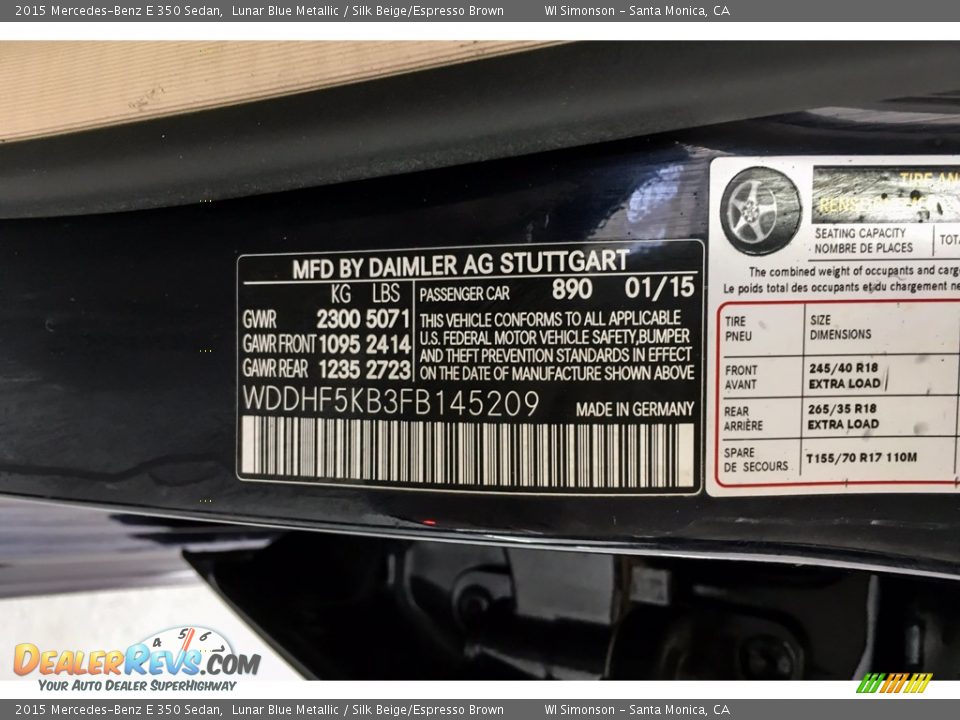 2015 Mercedes-Benz E 350 Sedan, Lunar Blue Metallic / Silk Beige/Espresso Brown WI Simonson - Santa Monica, CA
MFD BY DAIMLER AG STUTTGART
KG LBS
GVWR 2300 5071
GAWR FRONT 1095 2414
GAWR REAR 1235 2723
PASSENGER CAR 890 01/15
THIS VEHICLE CONFORMS TO ALL APPLICABLE
U.S. FEDERAL MOTOR VEHICLE SAFETY,BUMPER
AND THEFT PREVENTION STANDARDS IN EFFECT
ON THE DATE OF MANUFACTURE SHOWN ABOVE
WDDHF5KB3FB145209 MADE IN GERMANY
TIRE
SEATING CAPACITY
NOMBRE DE PLACES
The combined weight of occupants and
Le poids total des occupants et du chargement
TIRE
PNEU
SIZE
DIMENSIONS
FRONT
AVANT
245/40 R18
EXTRA LOAD
REAR
ARRIÈRE
265/35 R18
EXTRA LOAD
SPARE
DE SECOURS
T155/70 R17 110M
4 5 6
DEALERREVS.COM
YOUR AUTO DEALER SUPERHIGHWAY
2015 Mercedes-Benz E 350 Sedan, Lunar Blue Metallic / Silk Beige/Espresso Brown WI Simonson - Santa Monica, CA